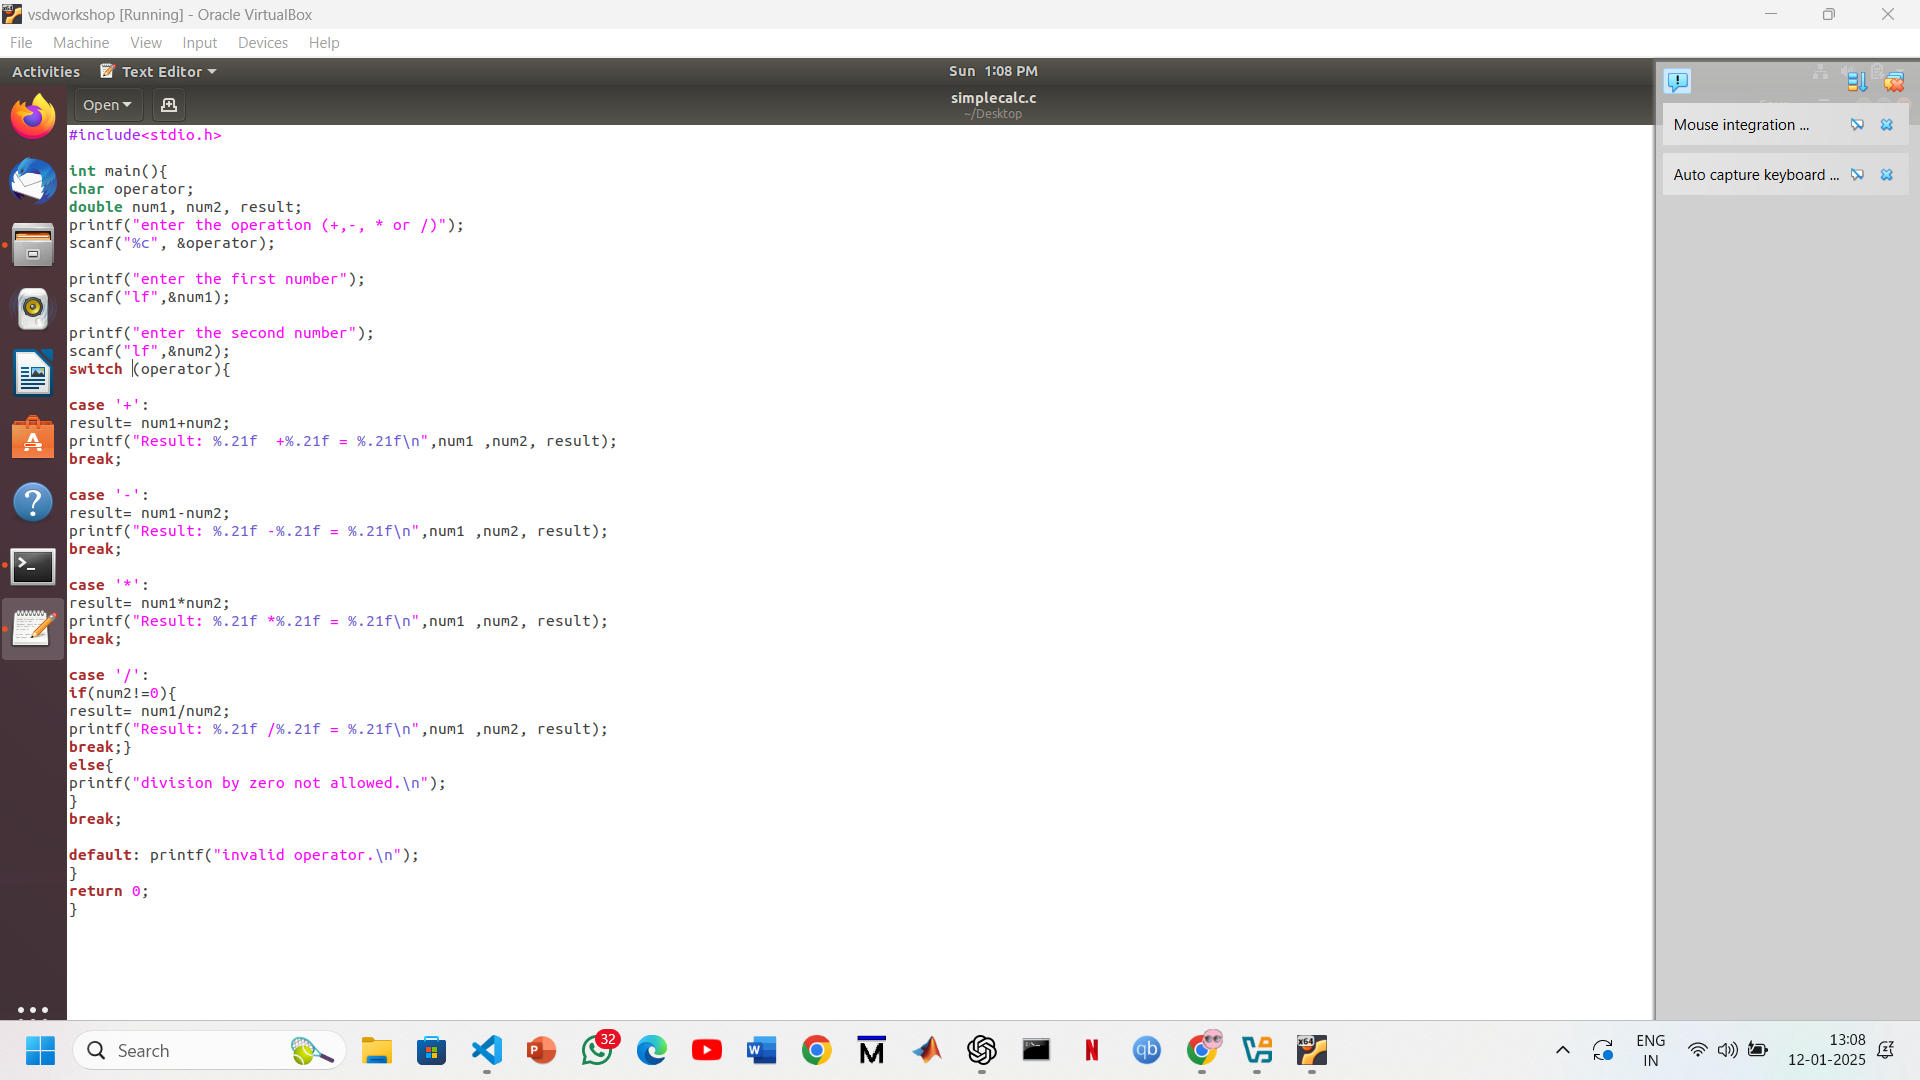 vsdworkshop [Running] - Oracle VirtualBox
File Machine View Input Devices Help
Activities Text Editor Sun 1:08 PM
Open simplecalc.c
~/Desktop
Mouse integration ...
Auto capture keyboard ...
#include<stdio.h>
int main(){
char operator;
double num1, num2, result;
printf("enter the operation (+,-, * or /)");
scanf("%c", &operator);
printf("enter the first number");
scanf("lf",&num1);
printf("enter the second number");
scanf("lf",&num2);
switch (operator){
case '+':
result= num1+num2;
printf("Result: %.21f  +%.21f = %.21f\n",num1 ,num2, result);
break;
case '-':
result= num1-num2;
printf("Result: %.21f -%.21f = %.21f\n",num1 ,num2, result);
break;
case '*':
result= num1*num2;
printf("Result: %.21f *%.21f = %.21f\n",num1 ,num2, result);
break;
case '/':
if(num2!=0){
result= num1/num2;
printf("Result: %.21f /%.21f = %.21f\n",num1 ,num2, result);
break;}
else{
printf("division by zero not allowed.\n");
}
break;
default: printf("invalid operator.\n");
}
return 0;
}
Search
32
ENG
IN
13:08
12-01-2025